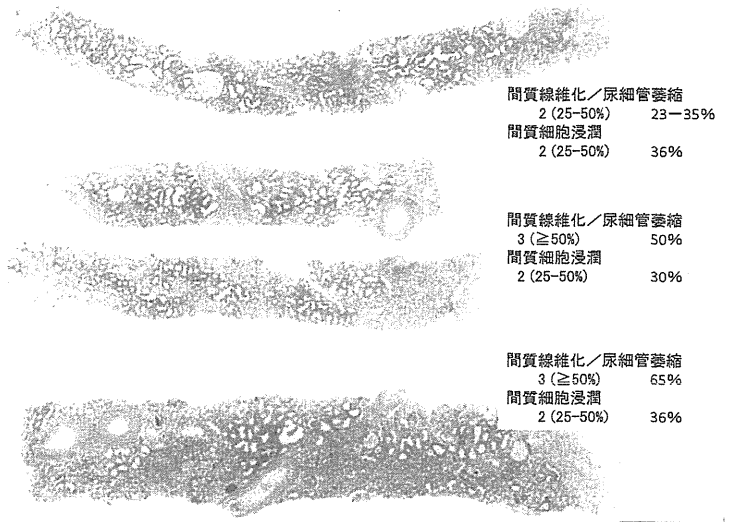 間質線維化／尿細管萎縮
2 (25-50%) 23－35%
間質細胞浸潤
2 (25-50%) 36%
間質線維化／尿細管萎縮
3 (≧50%) 50%
間質細胞浸潤
2 (25-50%) 30%
間質線維化／尿細管萎縮
3 (≧50%) 65%
間質細胞浸潤
2 (25-50%) 36%